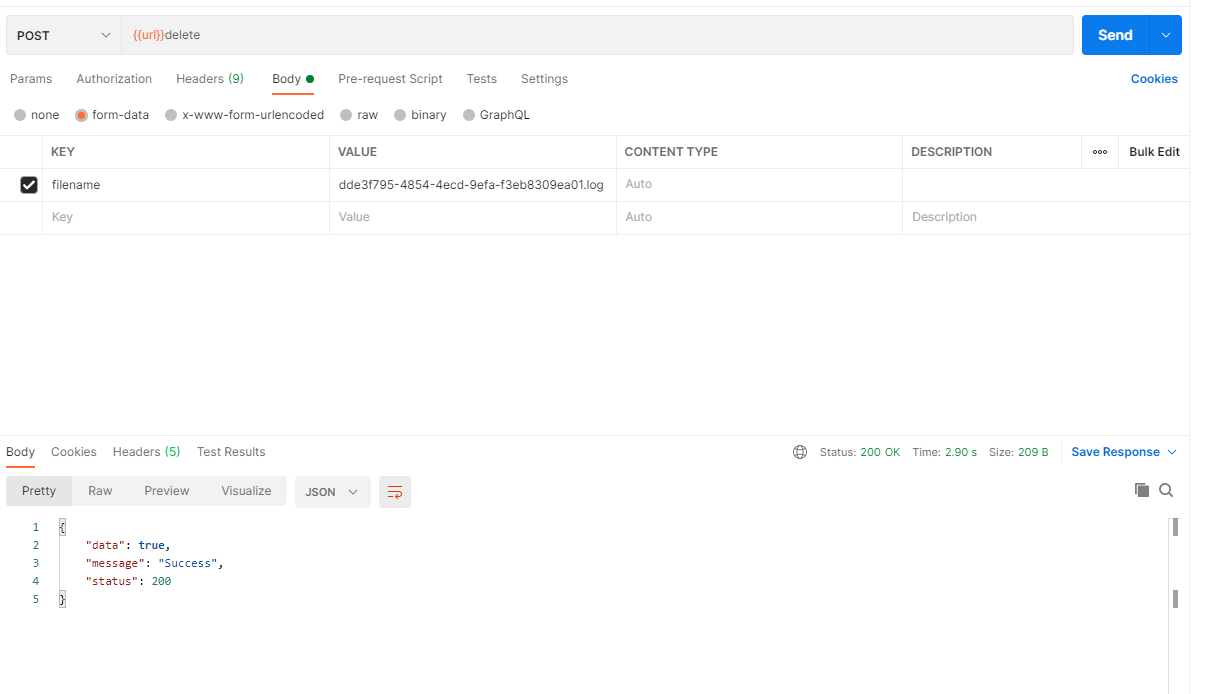 POST {{url}}delete Send
Params Authorization Headers (9) Body Pre-request Script Tests Settings Cookies
none form-data x-www-form-urlencoded raw binary GraphQL
KEY VALUE CONTENT TYPE DESCRIPTION ooo Bulk Edit
filename dde3f795-4854-4ecd-9efa-f3eb8309ea01.log Auto
Key Value Auto Description
Body Cookies Headers (5) Test Results Status: 200 OK Time: 2.90 s Size: 209 B Save Response
Pretty Raw Preview Visualize JSON
1 {
2 "data": true,
3 "message": "Success",
4 "status": 200
5 }